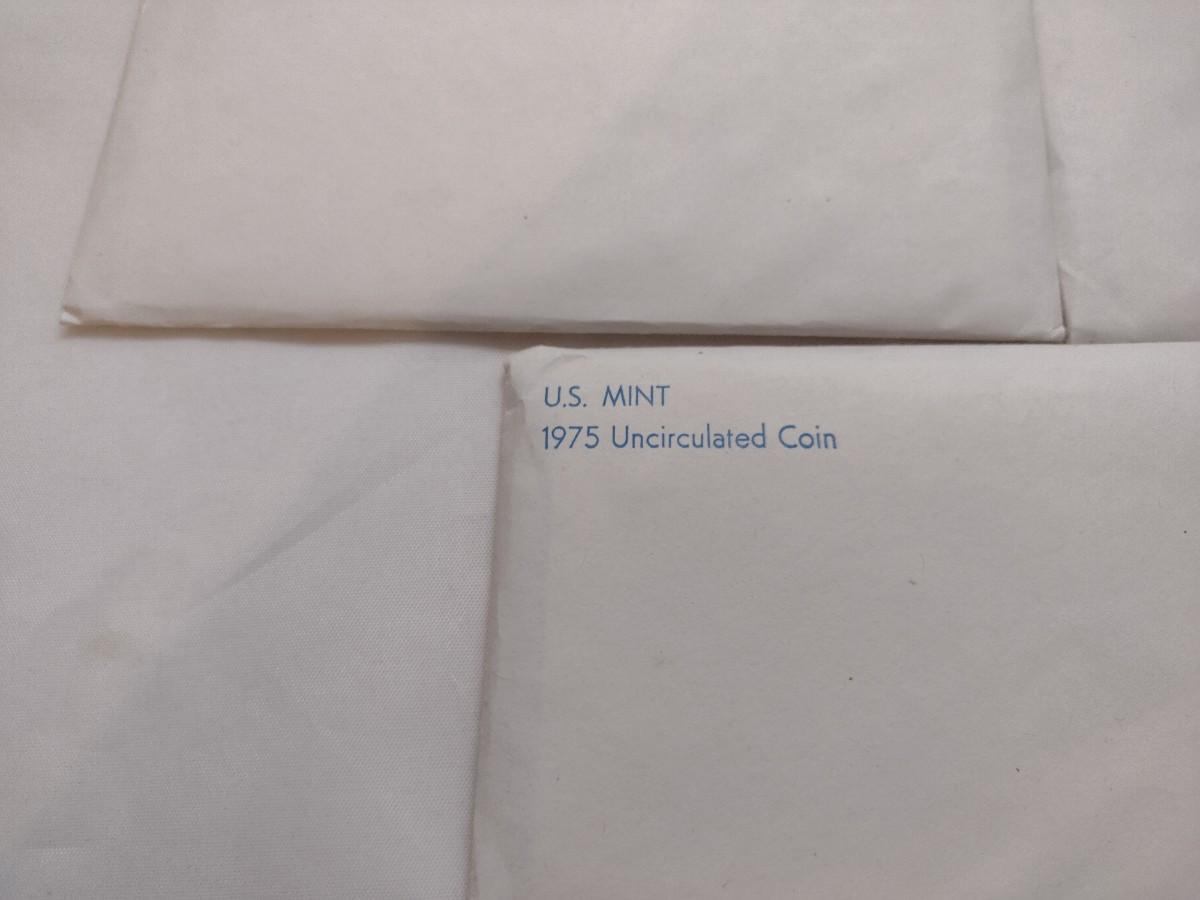 U.S. MINT
1975 Uncirculated Coin